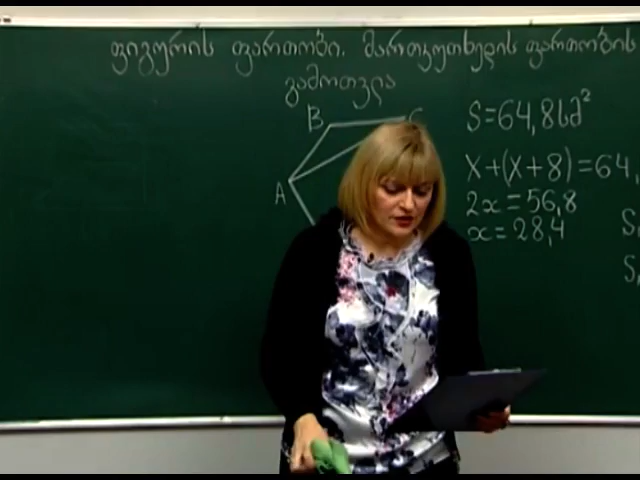 ფიგურის ფართობი. მართკუთხედის ფართობის
გამოთვლა
B C
A
S=64,8სმ²
x+(x+8)=64,
2x=56,8
x=28,4
S
S